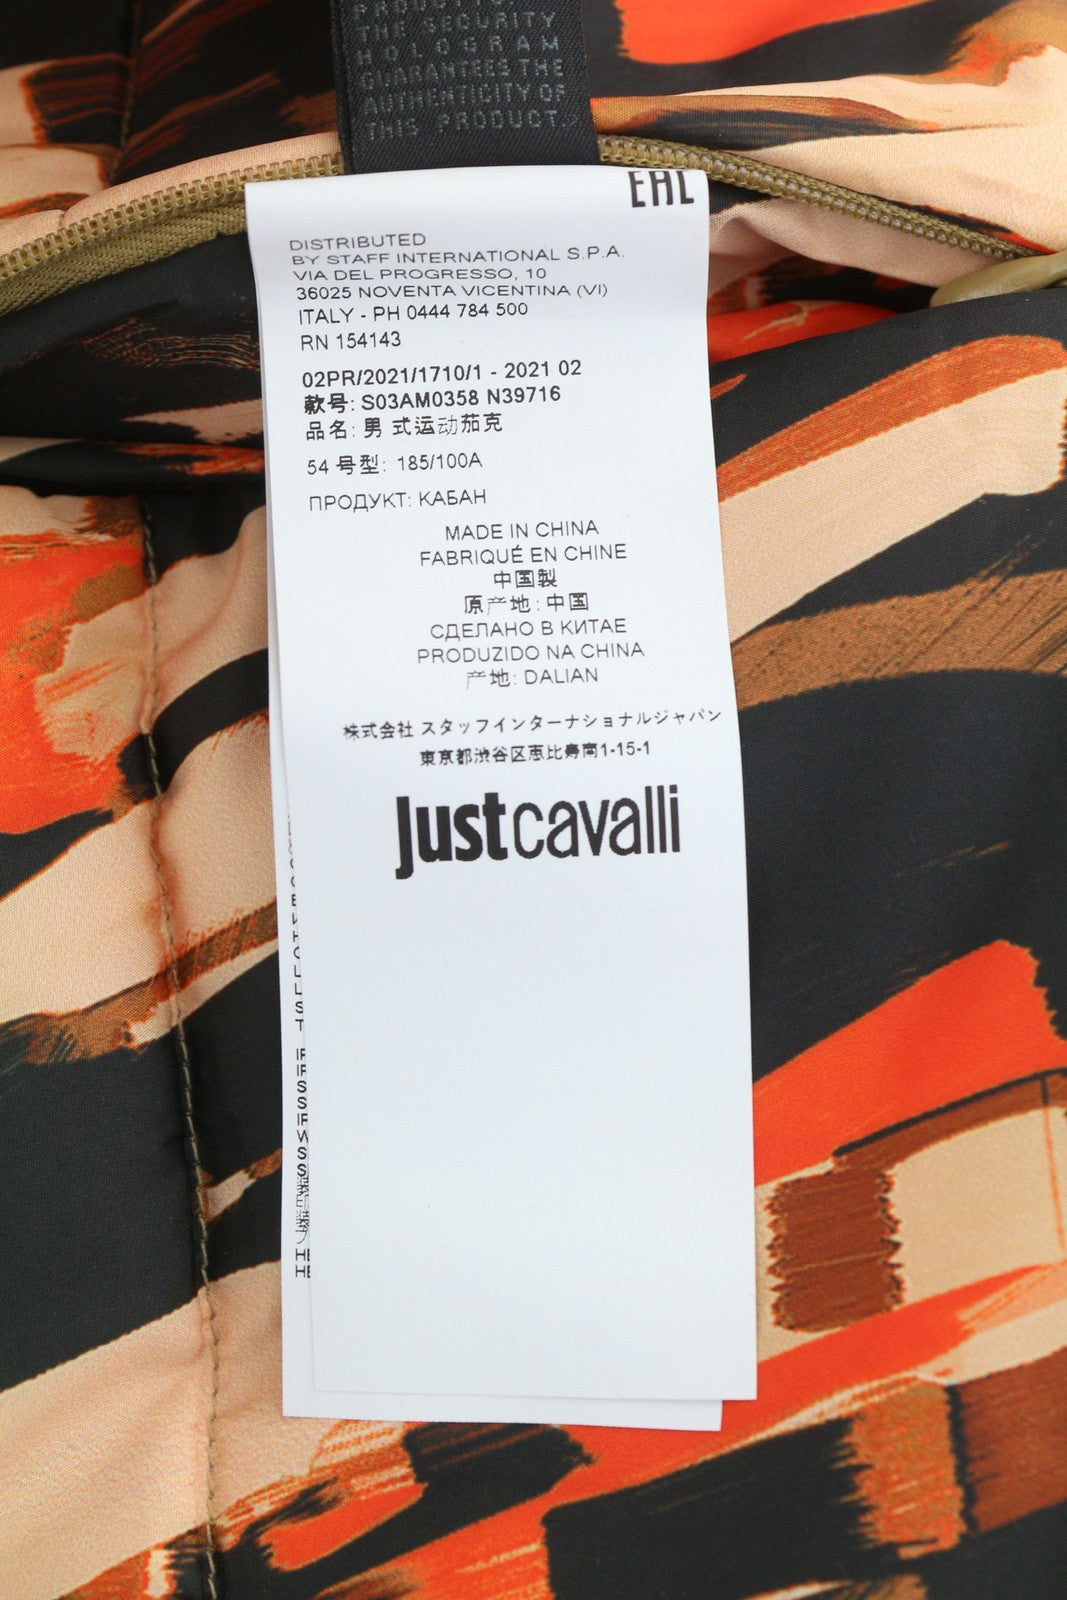 THE SECURITY
HOLOGRAM
GUARANTEES THE
AUTHENTICITY OF
THIS PRODUCT.
EAC
DISTRIBUTED
BY STAFF INTERNATIONAL S.P.A.
VIA DEL PROGRESSO, 10
36025 NOVENTA VICENTINA (VI)
ITALY - PH 0444 784 500
RN 154143
02PR/2021/1710/1 - 2021 02
款号: S03AM0358 N39716
品名: 男 式运动茄克
54 号型: 185/100A
ПРОДУКТ: КАБАН
MADE IN CHINA
FABRIQUÉ EN CHINE
中国製
原产地: 中国
СДЕЛАНО В КИТАЕ
PRODUZIDO NA CHINA
产地: DALIAN
株式会社 スタッフインターナショナルジャパン
東京都渋谷区恵比寿南1-15-1
justcavalli